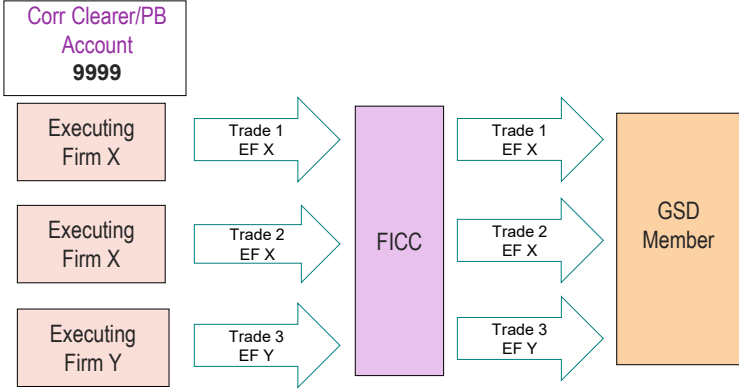 Corr Clearer/PB
Account
9999
Executing
Firm X
Trade 1
EF X
Trade 1
EF X
Executing
Firm X
Trade 2
EF X
FICC
Trade 2
EF X
GSD
Member
Executing
Firm Y
Trade 3
EF Y
Trade 3
EF Y